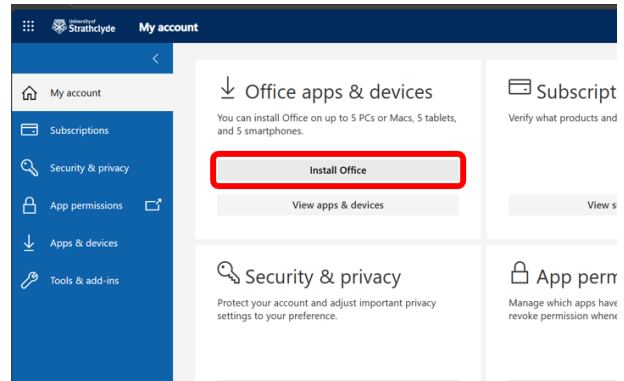 University of
Strathclyde
My account
My account
Subscriptions
Security & privacy
App permissions
Apps & devices
Tools & add-ins
Office apps & devices
You can install Office on up to 5 PCs or Macs, 5 tablets,
and 5 smartphones.
Install Office
View apps & devices
Subscript
Verify what products and
View s
Security & privacy
Protect your account and adjust important privacy
settings to your preference.
App perm
Manage which apps have
revoke permission whene